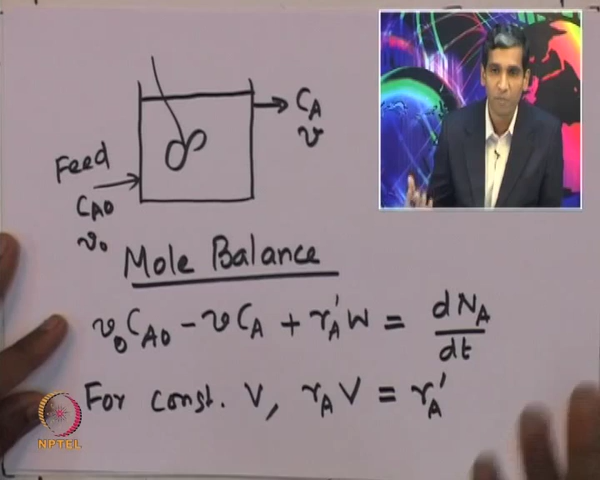 C_A
v
Feed
C_A0
v_0
Mole Balance
v_0 C_A0 - v C_A + r_A' W = dN_A/dt
For const. V, r_A V = r_A'
NPTEL